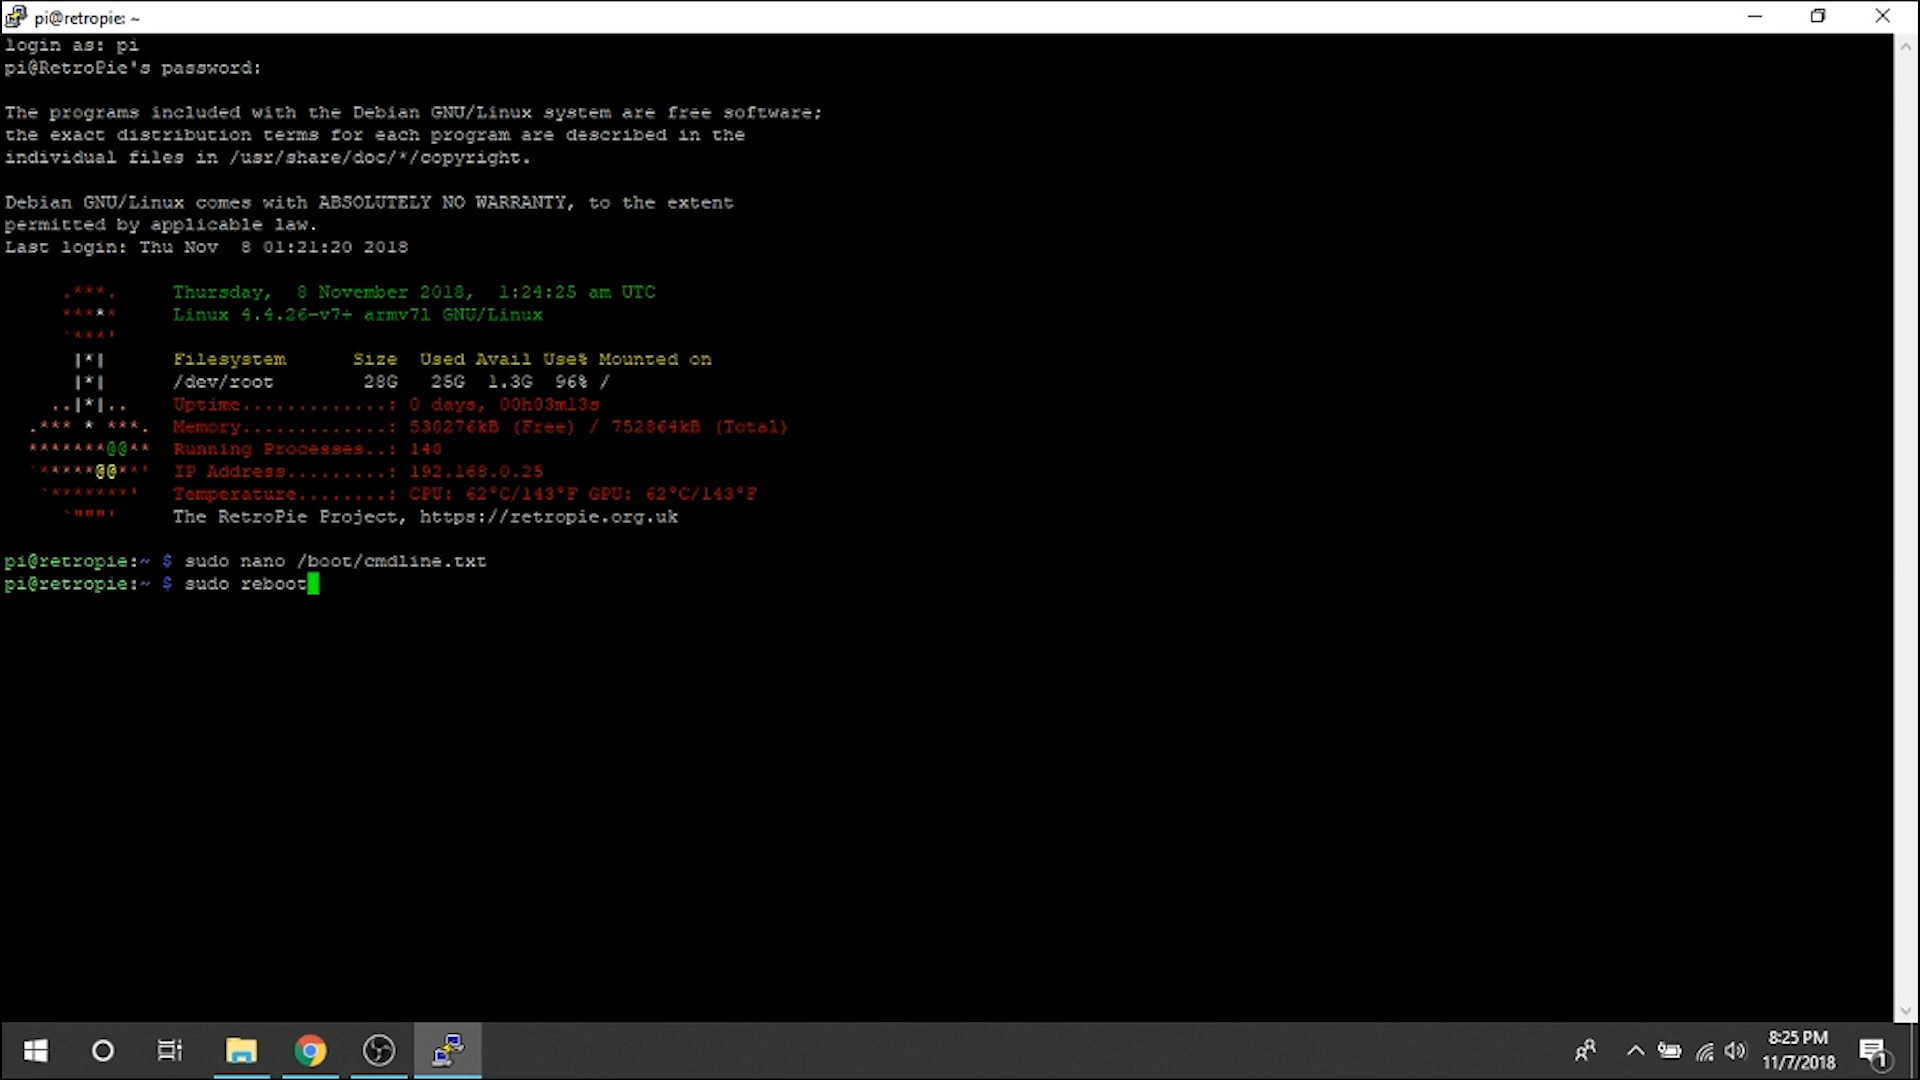 pi@retropie: ~
login as: pi
pi@RetroPie's password:
The programs included with the Debian GNU/Linux system are free software;
the exact distribution terms for each program are described in the
individual files in /usr/share/doc/*/copyright.
Debian GNU/Linux comes with ABSOLUTELY NO WARRANTY, to the extent
permitted by applicable law.
Last login: Thu Nov  8 01:21:20 2018
.***. Thursday,  8 November 2018,  1:24:25 am UTC
***** Linux 4.4.26-v7+ armv7l GNU/Linux
`***'
|*| Filesystem      Size  Used Avail Use% Mounted on
|*| /dev/root        28G   25G  1.3G  96% /
..|*|.. Uptime.............: 0 days, 00h03m13s
.*** * ***. Memory.............: 530276kB (Free) / 752864kB (Total)
*******@@** Running Processes..: 140
`*****@@**' IP Address.........: 192.168.0.25
`*******' Temperature........: CPU: 62°C/143°F GPU: 62°C/143°F
`"""' The RetroPie Project, https://retropie.org.uk
pi@retropie:~ $ sudo nano /boot/cmdline.txt
pi@retropie:~ $ sudo reboot
8:25 PM
11/7/2018
1